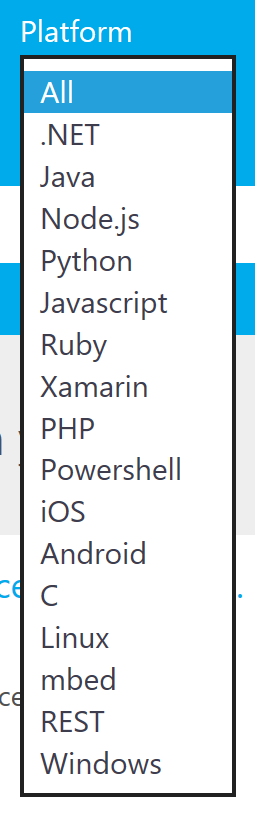 Platform
All
.NET
Java
Node.js
Python
Javascript
Ruby
Xamarin
PHP
Powershell
iOS
Android
C
Linux
mbed
REST
Windows